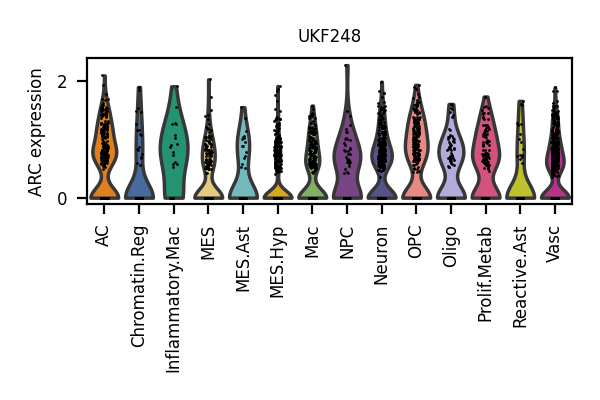 UKF248
ARC expression
2
0
AC
Chromatin.Reg
Inflammatory.Mac
MES
MES.Ast
MES.Hyp
Mac
NPC
Neuron
OPC
Oligo
Prolif.Metab
Reactive.Ast
Vasc